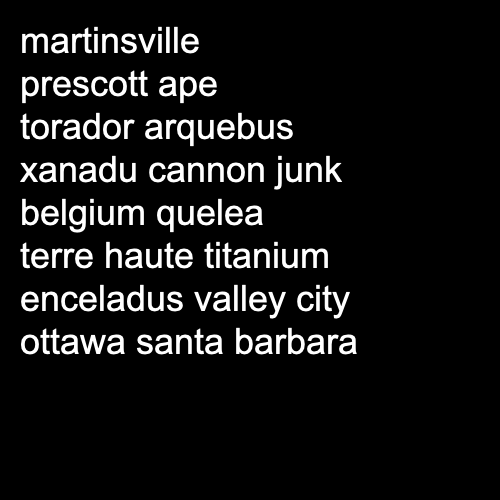 martinsville
prescott ape
torador arquebus
xanadu cannon junk
belgium quelea
terre haute titanium
enceladus valley city
ottawa santa barbara